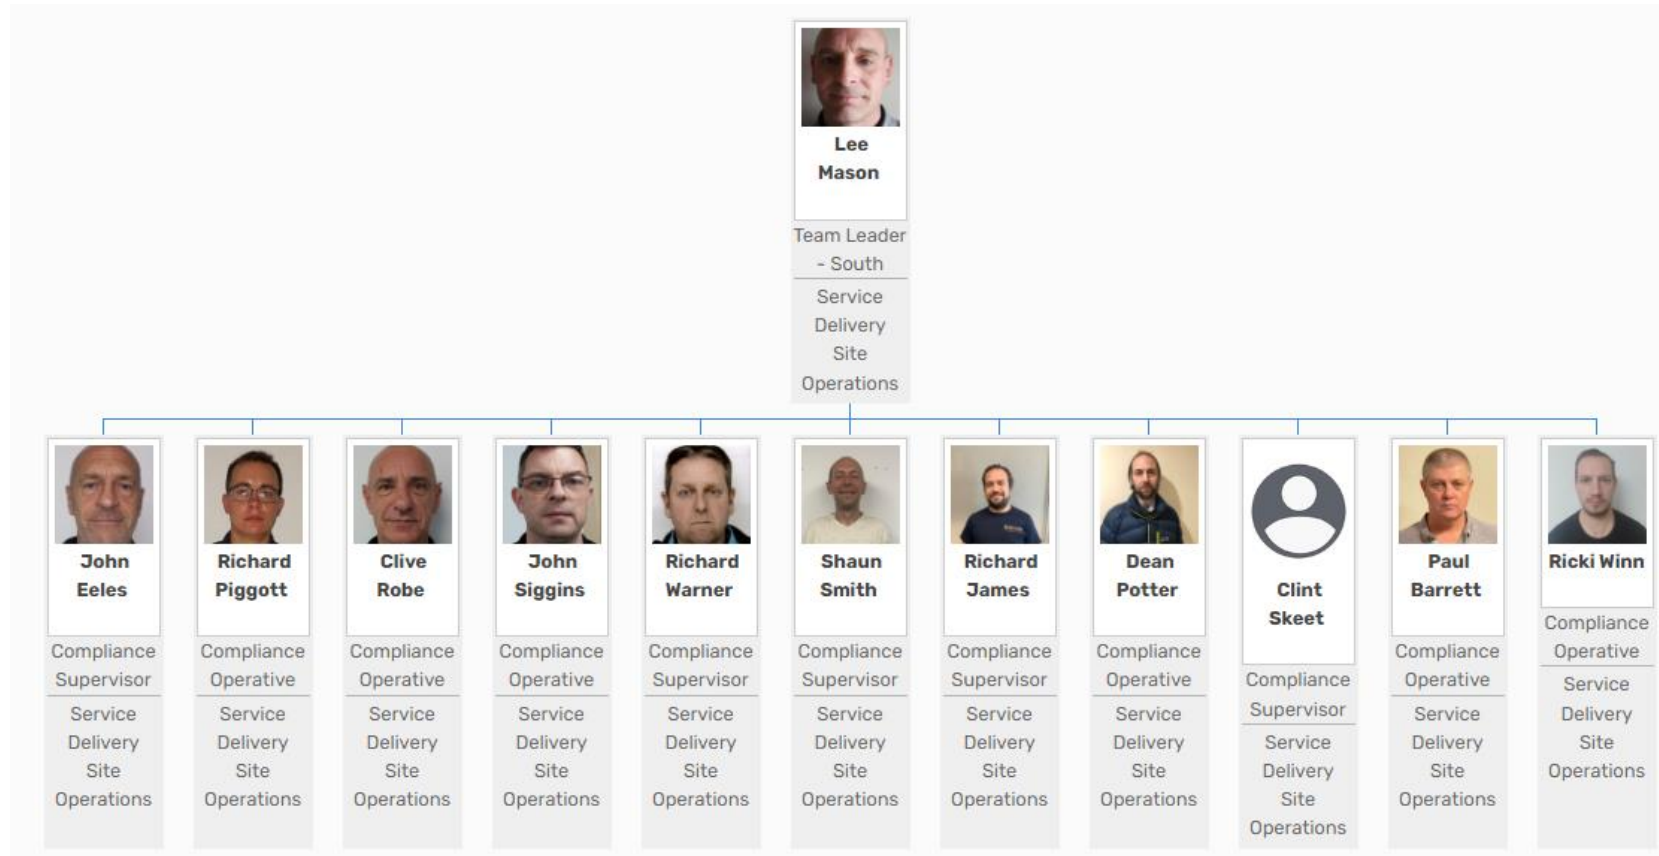 Lee
Mason
Team Leader
- South
Service
Delivery
Site
Operations
John
Eeles
Compliance
Supervisor
Service
Delivery
Site
Operations
Richard
Piggott
Compliance
Operative
Service
Delivery
Site
Operations
Clive
Robe
Compliance
Operative
Service
Delivery
Site
Operations
John
Siggins
Compliance
Operative
Service
Delivery
Site
Operations
Richard
Warner
Compliance
Supervisor
Service
Delivery
Site
Operations
Shaun
Smith
Compliance
Supervisor
Service
Delivery
Site
Operations
Richard
James
Compliance
Supervisor
Service
Delivery
Site
Operations
Dean
Potter
Compliance
Operative
Service
Delivery
Site
Operations
Clint
Skeet
Compliance
Supervisor
Service
Delivery
Site
Operations
Paul
Barrett
Compliance
Operative
Service
Delivery
Site
Operations
Ricki Winn
Compliance
Operative
Service
Delivery
Site
Operations